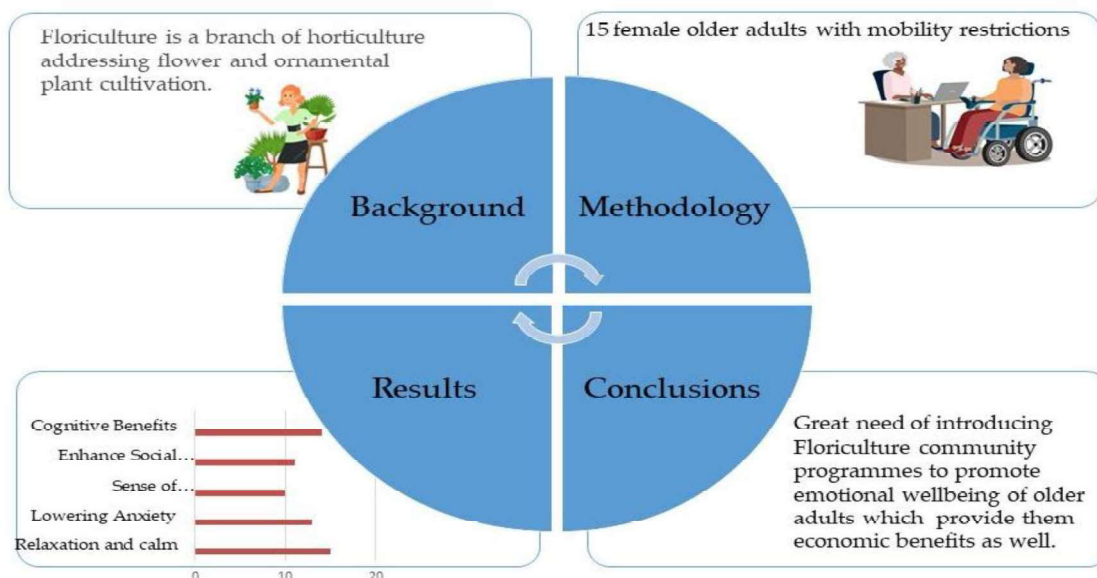 Floriculture is a branch of horticulture
addressing flower and ornamental
plant cultivation.
15 female older adults with mobility restrictions
Background
Methodology
Results
Conclusions
Cognitive Benefits
Enhance Social...
Sense of...
Lowering Anxiety
Relaxation and calm
0 10 20
Great need of introducing
Floriculture community
programmes to promote
emotional wellbeing of older
adults which provide them
economic benefits as well.